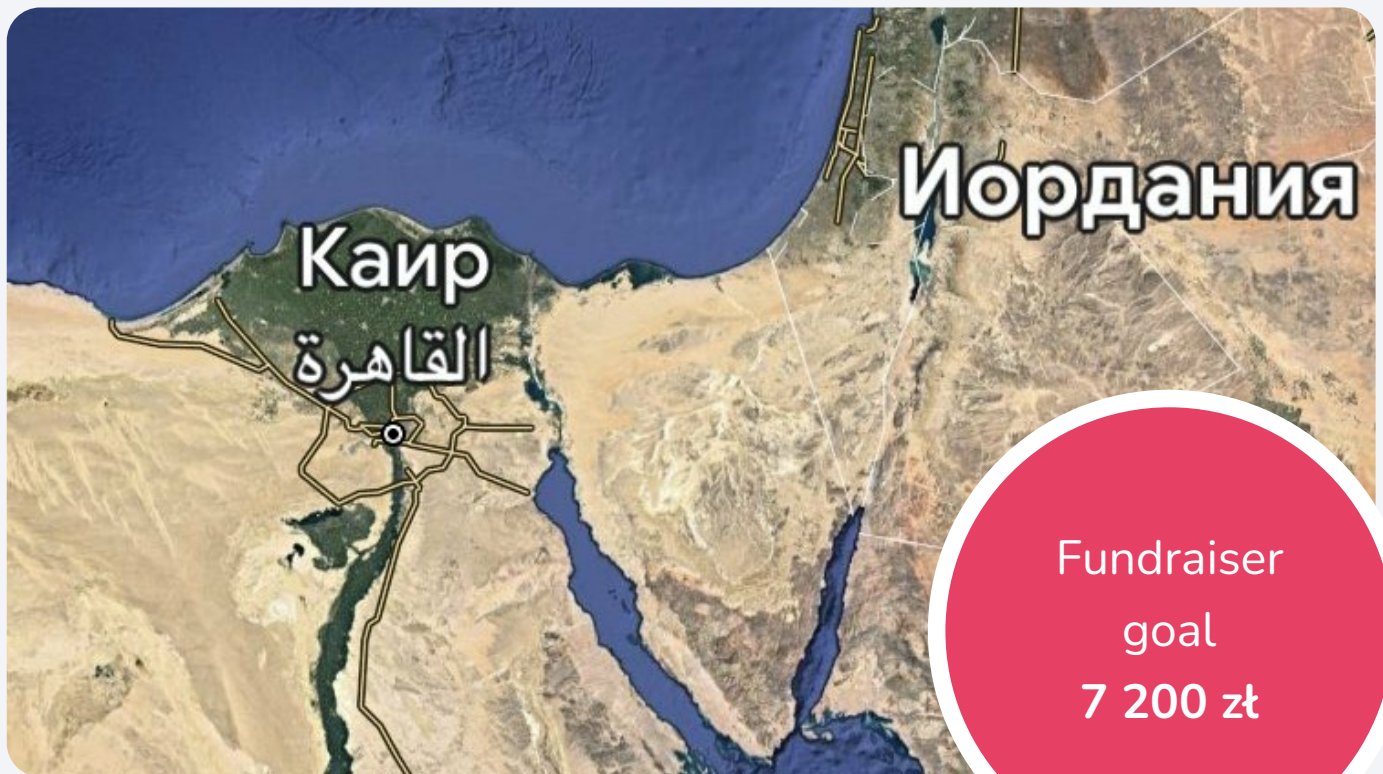 Иордания
Каир
القاهرة
Fundraiser
goal
7 200 zł